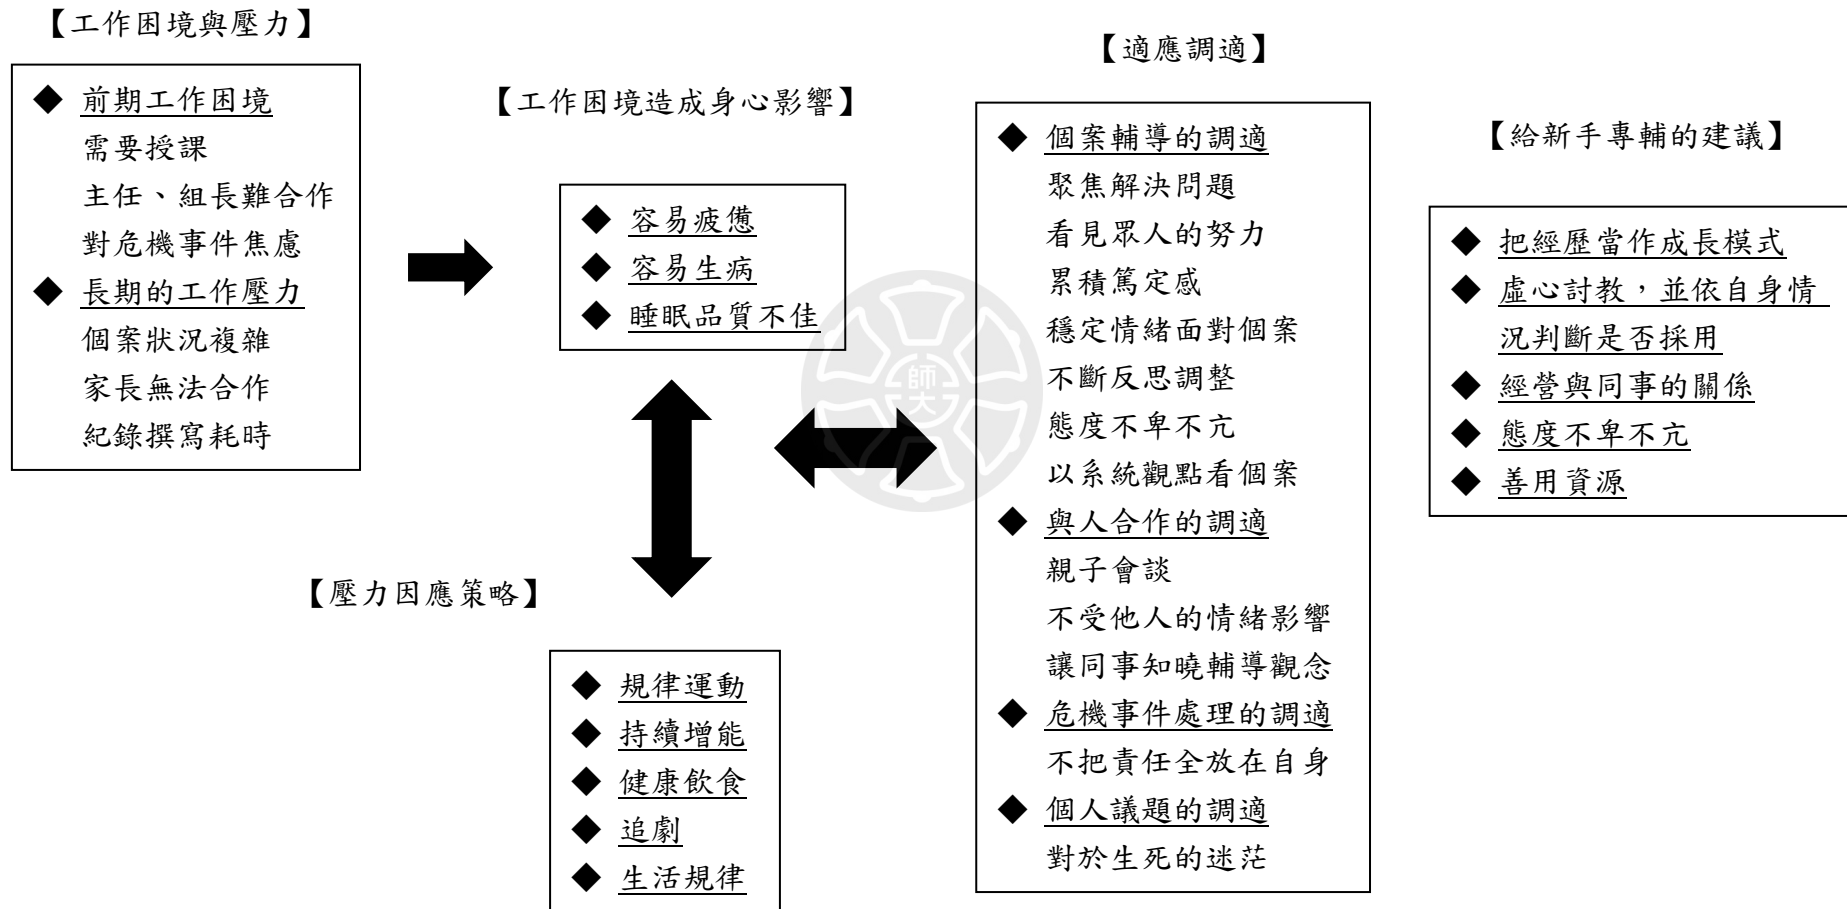 【工作困境與壓力】
◆ 前期工作困境
需要授課
主任、組長難合作
對危機事件焦慮
◆ 長期的工作壓力
個案狀況複雜
家長無法合作
紀錄撰寫耗時
【工作困境造成身心影響】
◆ 容易疲憊
◆ 容易生病
◆ 睡眠品質不佳
【壓力因應策略】
◆ 規律運動
◆ 持續增能
◆ 健康飲食
◆ 追劇
◆ 生活規律
【適應調適】
◆ 個案輔導的調適
聚焦解決問題
看見眾人的努力
累積篤定感
穩定情緒面對個案
不斷反思調整
態度不卑不亢
以系統觀點看個案
◆ 與人合作的調適
親子會談
不受他人的情緒影響
讓同事知曉輔導觀念
◆ 危機事件處理的調適
不把責任全放在自身
◆ 個人議題的調適
對於生死的迷茫
【給新手專輔的建議】
◆ 把經歷當作成長模式
◆ 虛心討教，並依自身情
況判斷是否採用
◆ 經營與同事的關係
◆ 態度不卑不亢
◆ 善用資源
師大